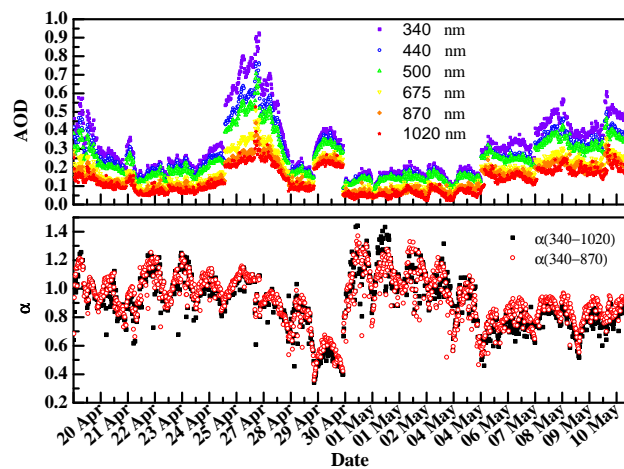 1.0
0.9
0.8
0.7
0.6
0.5
0.4
0.3
0.2
0.1
0.0
AOD
340 nm
440 nm
500 nm
675 nm
870 nm
1020 nm
1.4
1.2
1.0
0.8
0.6
0.4
0.2
α
α(340−1020)
α(340−870)
20 Apr
21 Apr
22 Apr
23 Apr
24 Apr
25 Apr
27 Apr
28 Apr
29 Apr
30 Apr
01 May
01 May
02 May
04 May
05 May
06 May
07 May
08 May
09 May
10 May
Date